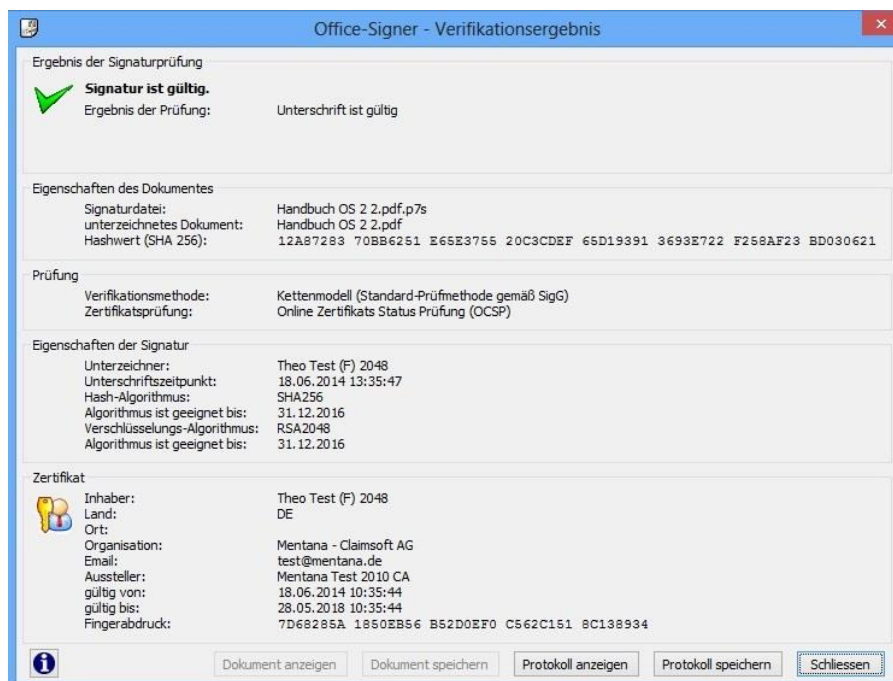 Office-Signer - Verifikationsergebnis
Ergebnis der Signaturprüfung
Signatur ist gültig.
Ergebnis der Prüfung: Unterschrift ist gültig
Eigenschaften des Dokumentes
Signaturdatei: Handbuch OS 2 2.pdf.p7s
unterzeichnetes Dokument: Handbuch OS 2 2.pdf
Hashwert (SHA 256): 12A87283 70BB6251 E65E3755 20C3CDEF 65D19391 3693E722 F258AF23 BD030621
Prüfung
Verifikationsmethode: Kettenmodell (Standard-Prüfmethode gemäß SigG)
Zertifikatsprüfung: Online Zertifikats Status Prüfung (OCSP)
Eigenschaften der Signatur
Unterzeichner: Theo Test (F) 2048
Unterschriftszeitpunkt: 18.06.2014 13:35:47
Hash-Algorithmus: SHA256
Algorithmus ist geeignet bis: 31.12.2016
Verschlüsselungs-Algorithmus: RSA2048
Algorithmus ist geeignet bis: 31.12.2016
Zertifikat
Inhaber: Theo Test (F) 2048
Land: DE
Ort:
Organisation: Mentana - Claimsoft AG
Email: test@mentana.de
Aussteller: Mentana Test 2010 CA
gültig von: 18.06.2014 10:35:44
gültig bis: 28.05.2018 10:35:44
Fingerabdruck: 7D68285A 1850EB56 B52D0EF0 C562C151 8C138934
Dokument anzeigen Dokument speichern Protokoll anzeigen Protokoll speichern Schliessen